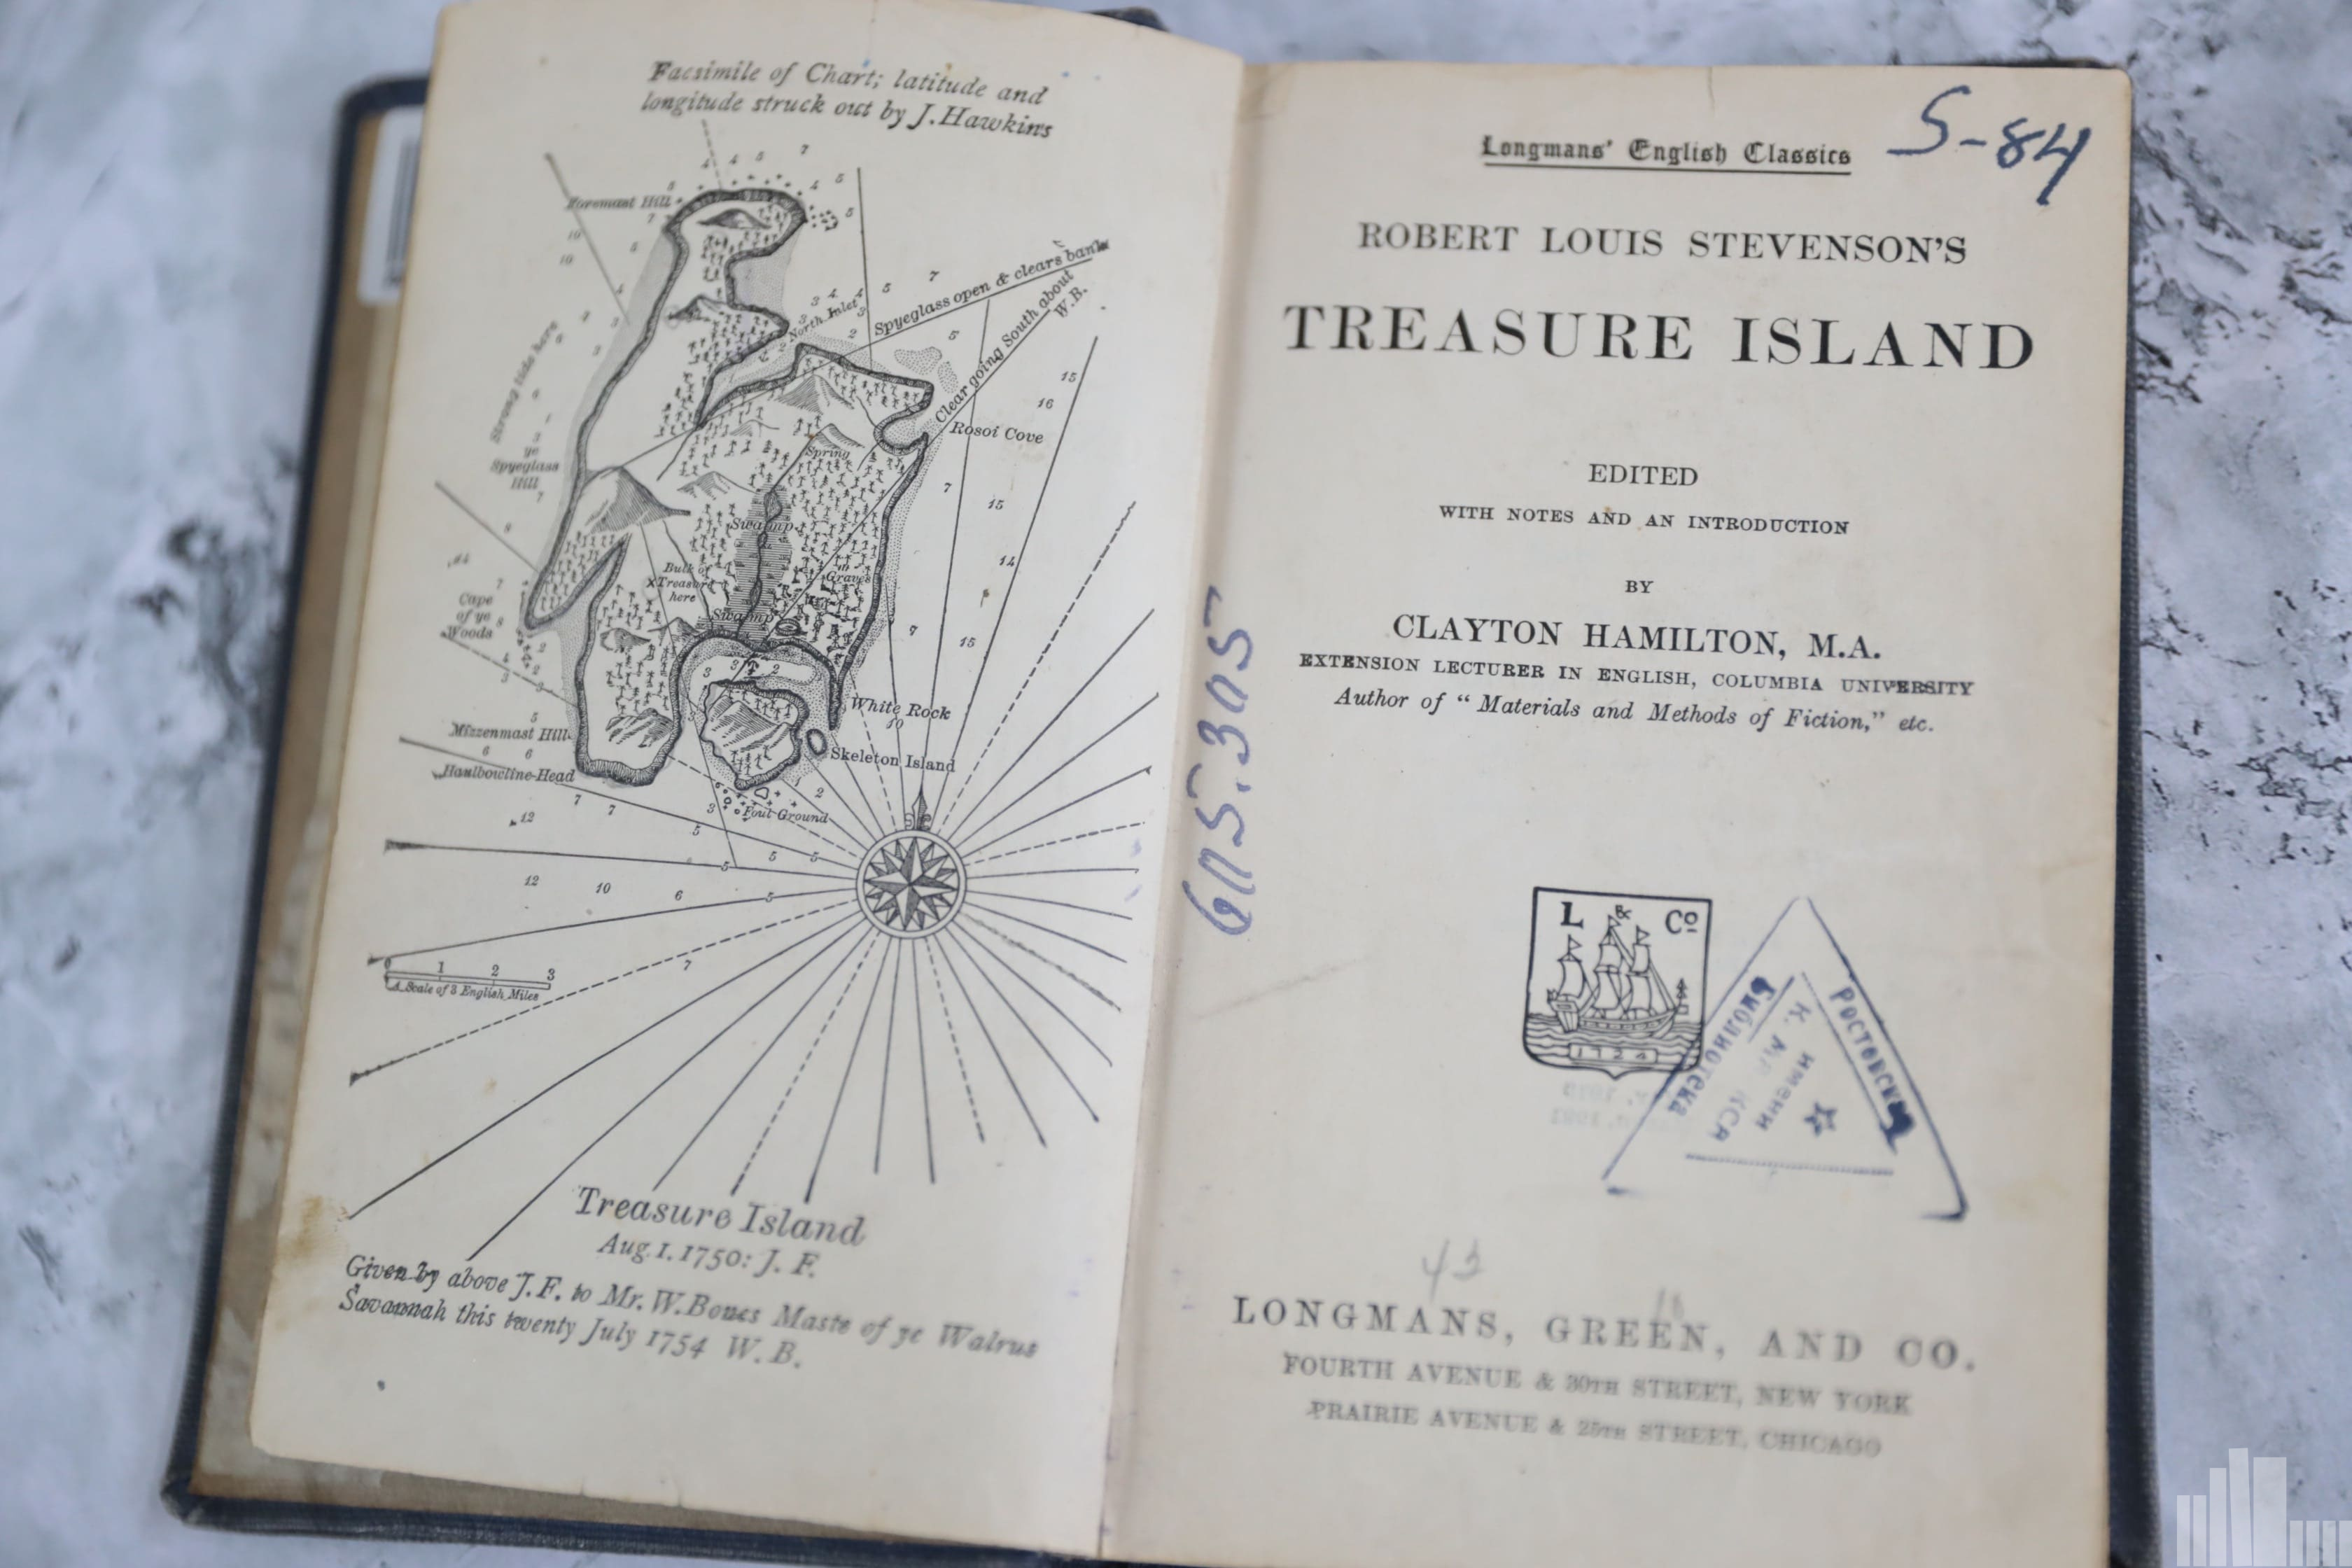 Facsimile of Chart; latitude and
longitude struck out by J. Hawkins
Foremast Hill
North Inlet
Spyeglass open & clears bank
Clear going South about
W.B.
Strong tide here
Rosoi Cove
Spring
ye
Spyeglass
Hill
Swamp
Graves
Bulk of
Treasure
here
Cape
of ye
Woods
Swamp
White Rock
Mizzenmast Hill
Skeleton Island
Haulbowline Head
Foul Ground
0 1 2 3
A Scale of 3 English Miles
Treasure Island
Aug. 1. 1750: J. F.
Given by above J. F. to Mr. W. Bones Maste of ye Walrus
Savannah this twenty July 1754 W. B.
Longmans' English Classics
S-84
ROBERT LOUIS STEVENSON'S
TREASURE ISLAND
EDITED
WITH NOTES AND AN INTRODUCTION
BY
CLAYTON HAMILTON, M.A.
EXTENSION LECTURER IN ENGLISH, COLUMBIA UNIVERSITY
Author of "Materials and Methods of Fiction," etc.
L & Co
1724
Библиотека
имени
LONGMANS, GREEN, AND CO.
FOURTH AVENUE & 30TH STREET, NEW YORK
PRAIRIE AVENUE & 25TH STREET, CHICAGO